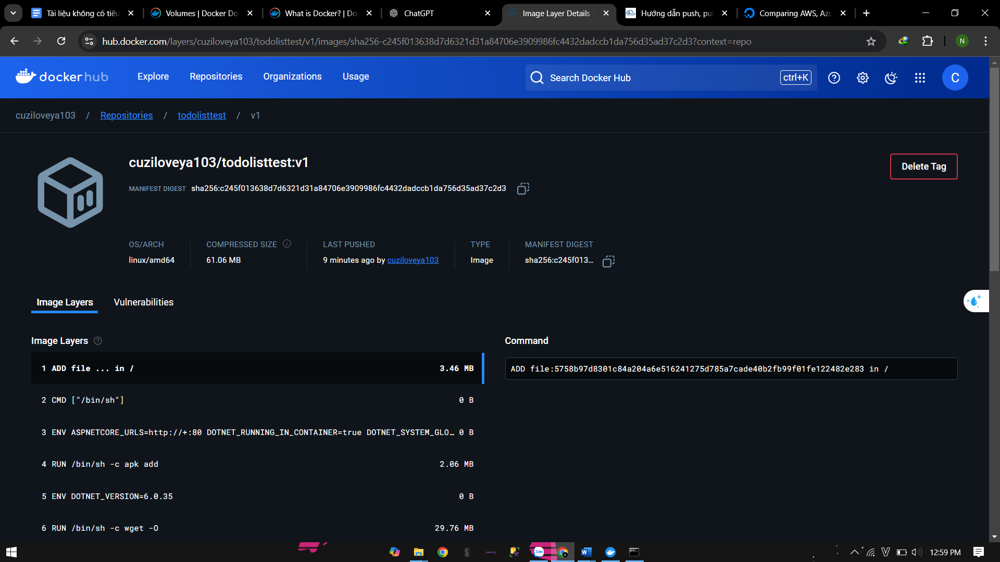 Tài liệu không có tiêu
Volumes | Docker Do
What is Docker? | Do
ChatGPT
Image Layer Details -
Hướng dẫn push, pul
Comparing AWS, Azu
hub.docker.com/layers/cuziloveya103/todolisttest/v1/images/sha256-c245f013638d7d6321d31a84706e3909986fc4432dadccb1da756d35ad37c2d3?context=repo
N
dockerhub
Explore
Repositories
Organizations
Usage
Search Docker Hub
ctrl+K
C
cuziloveya103 / Repositories / todolisttest / v1
cuziloveya103/todolisttest:v1
Delete Tag
MANIFEST DIGEST sha256:c245f013638d7d6321d31a84706e3909986fc4432dadccb1da756d35ad37c2d3
OS/ARCH
linux/amd64
COMPRESSED SIZE
61.06 MB
LAST PUSHED
9 minutes ago by cuziloveya103
TYPE
Image
MANIFEST DIGEST
sha256:c245f013...
Image Layers
Vulnerabilities
Image Layers
Command
1 ADD file ... in / 3.46 MB
ADD file:5758b97d8301c84a204a6e516241275d785a7cade40b2fb99f01fe122482e283 in /
2 CMD ["/bin/sh"] 0 B
3 ENV ASPNETCORE_URLS=http://+:80 DOTNET_RUNNING_IN_CONTAINER=true DOTNET_SYSTEM_GLO… 0 B
4 RUN /bin/sh -c apk add 2.06 MB
5 ENV DOTNET_VERSION=6.0.35 0 B
6 RUN /bin/sh -c wget -O 29.76 MB
Zalo
V
12:59 PM